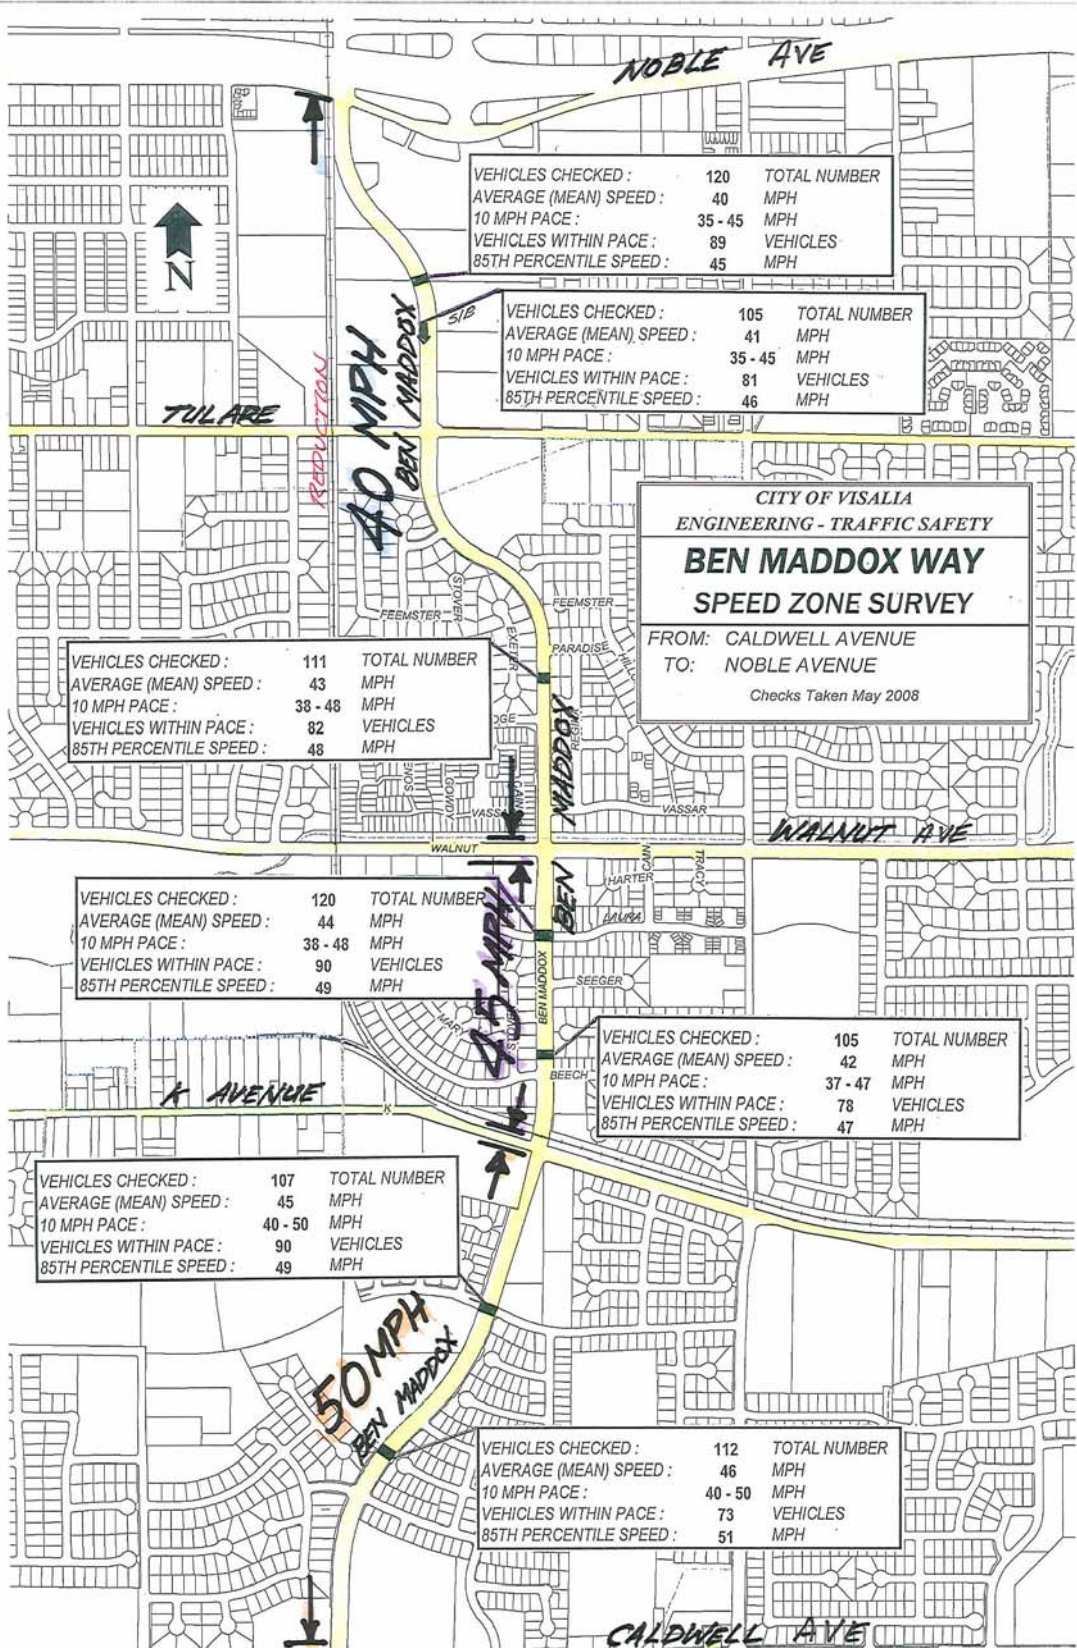 NOBLE AVE
VEHICLES CHECKED : 120 TOTAL NUMBER
AVERAGE (MEAN) SPEED : 40 MPH
10 MPH PACE : 35 - 45 MPH
VEHICLES WITHIN PACE : 89 VEHICLES
85TH PERCENTILE SPEED : 45 MPH
N
S/B
VEHICLES CHECKED : 105 TOTAL NUMBER
AVERAGE (MEAN) SPEED : 41 MPH
10 MPH PACE : 35 - 45 MPH
VEHICLES WITHIN PACE : 81 VEHICLES
85TH PERCENTILE SPEED : 46 MPH
TULARE
REDUCTION
40 MPH
BEN MADDOX
CITY OF VISALIA
ENGINEERING - TRAFFIC SAFETY
BEN MADDOX WAY
SPEED ZONE SURVEY
FROM: CALDWELL AVENUE
TO: NOBLE AVENUE
Checks Taken May 2008
FEEMSTER
STOVER
EXETER
FEEMSTER
PARADISE
VEHICLES CHECKED : 111 TOTAL NUMBER
AVERAGE (MEAN) SPEED : 43 MPH
10 MPH PACE : 38 - 48 MPH
VEHICLES WITHIN PACE : 82 VEHICLES
85TH PERCENTILE SPEED : 48 MPH
REGINA
GOWDY
VASSAR
WALNUT
WALNUT AVE
BEN MADDOX
CAIN
TRACY
HARTER
LAURA
SEEGER
BEN MADDOX
MARY
BEECH
45 MPH
VEHICLES CHECKED : 120 TOTAL NUMBER
AVERAGE (MEAN) SPEED : 44 MPH
10 MPH PACE : 38 - 48 MPH
VEHICLES WITHIN PACE : 90 VEHICLES
85TH PERCENTILE SPEED : 49 MPH
VEHICLES CHECKED : 105 TOTAL NUMBER
AVERAGE (MEAN) SPEED : 42 MPH
10 MPH PACE : 37 - 47 MPH
VEHICLES WITHIN PACE : 78 VEHICLES
85TH PERCENTILE SPEED : 47 MPH
K AVENUE
K
VEHICLES CHECKED : 107 TOTAL NUMBER
AVERAGE (MEAN) SPEED : 45 MPH
10 MPH PACE : 40 - 50 MPH
VEHICLES WITHIN PACE : 90 VEHICLES
85TH PERCENTILE SPEED : 49 MPH
50 MPH
BEN MADDOX
VEHICLES CHECKED : 112 TOTAL NUMBER
AVERAGE (MEAN) SPEED : 46 MPH
10 MPH PACE : 40 - 50 MPH
VEHICLES WITHIN PACE : 73 VEHICLES
85TH PERCENTILE SPEED : 51 MPH
CALDWELL AVE